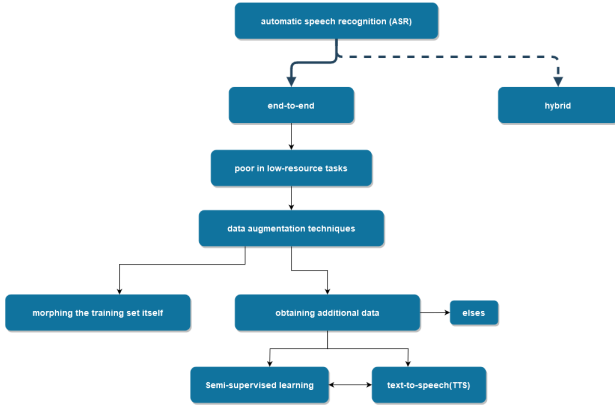 automatic speech recognition (ASR)
end-to-end
hybrid
poor in low-resource tasks
data augmentation techniques
morphing the training set itself
obtaining additional data
elses
Semi-supervised learning
text-to-speech(TTS)